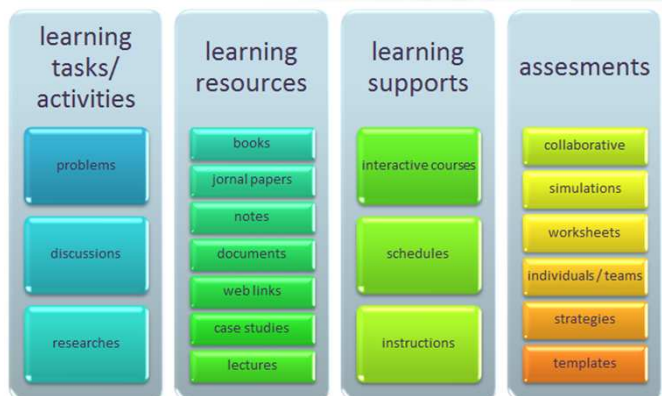 learning
tasks/
activities
problems
discussions
researches
learning
resources
books
jornal papers
notes
documents
web links
case studies
lectures
learning
supports
interactive courses
schedules
instructions
assesments
collaborative
simulations
worksheets
individuals / teams
strategies
templates